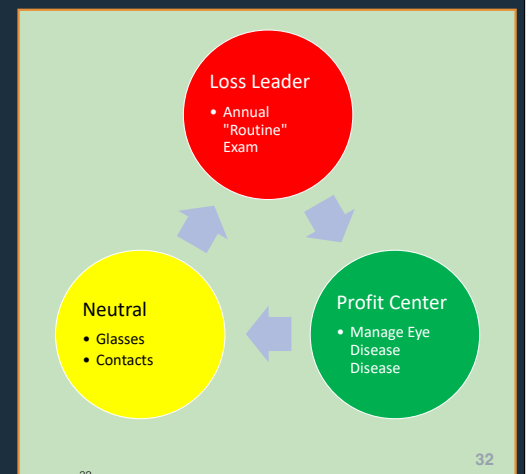 Loss Leader
• Annual
"Routine"
Exam
Profit Center
• Manage Eye
Disease
Disease
Neutral
• Glasses
• Contacts
32